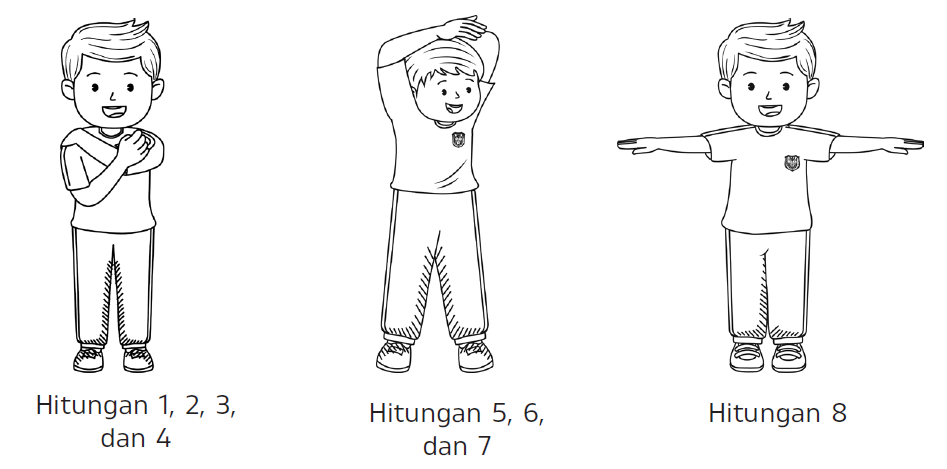 Hitungan 1, 2, 3,
dan 4
Hitungan 5, 6,
dan 7
Hitungan 8